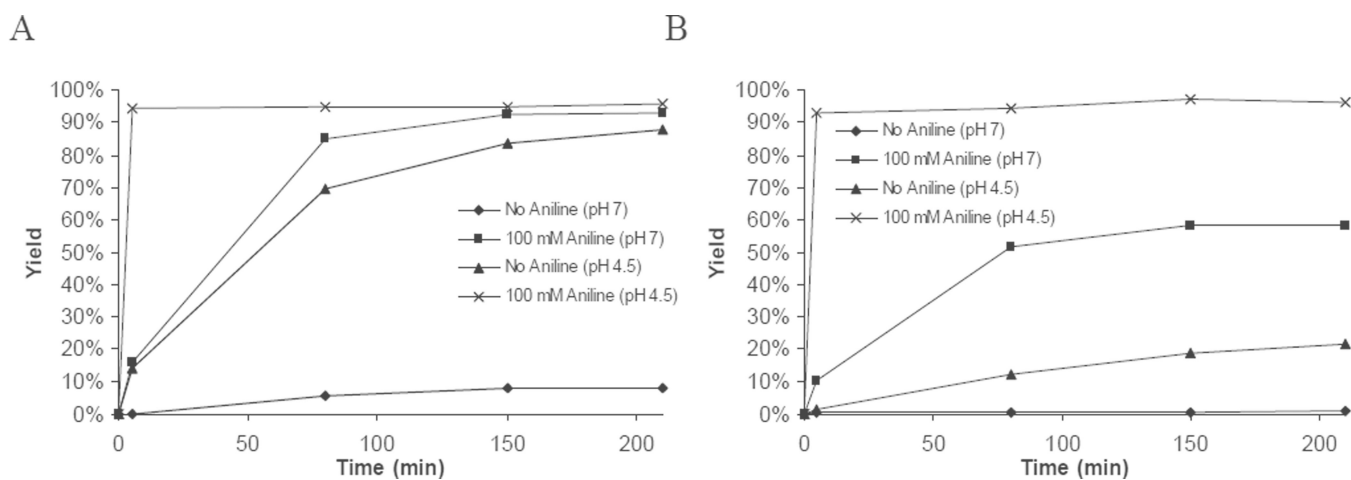 A
100%
90%
80%
70%
60%
50%
40%
30%
20%
10%
0%
Yield
0
50
100
150
200
Time (min)
No Aniline (pH 7)
100 mM Aniline (pH 7)
No Aniline (pH 4.5)
100 mM Aniline (pH 4.5)
B
100%
90%
80%
70%
60%
50%
40%
30%
20%
10%
0%
Yield
0
50
100
150
200
Time (min)
No Aniline (pH 7)
100 mM Aniline (pH 7)
No Aniline (pH 4.5)
100 mM Aniline (pH 4.5)